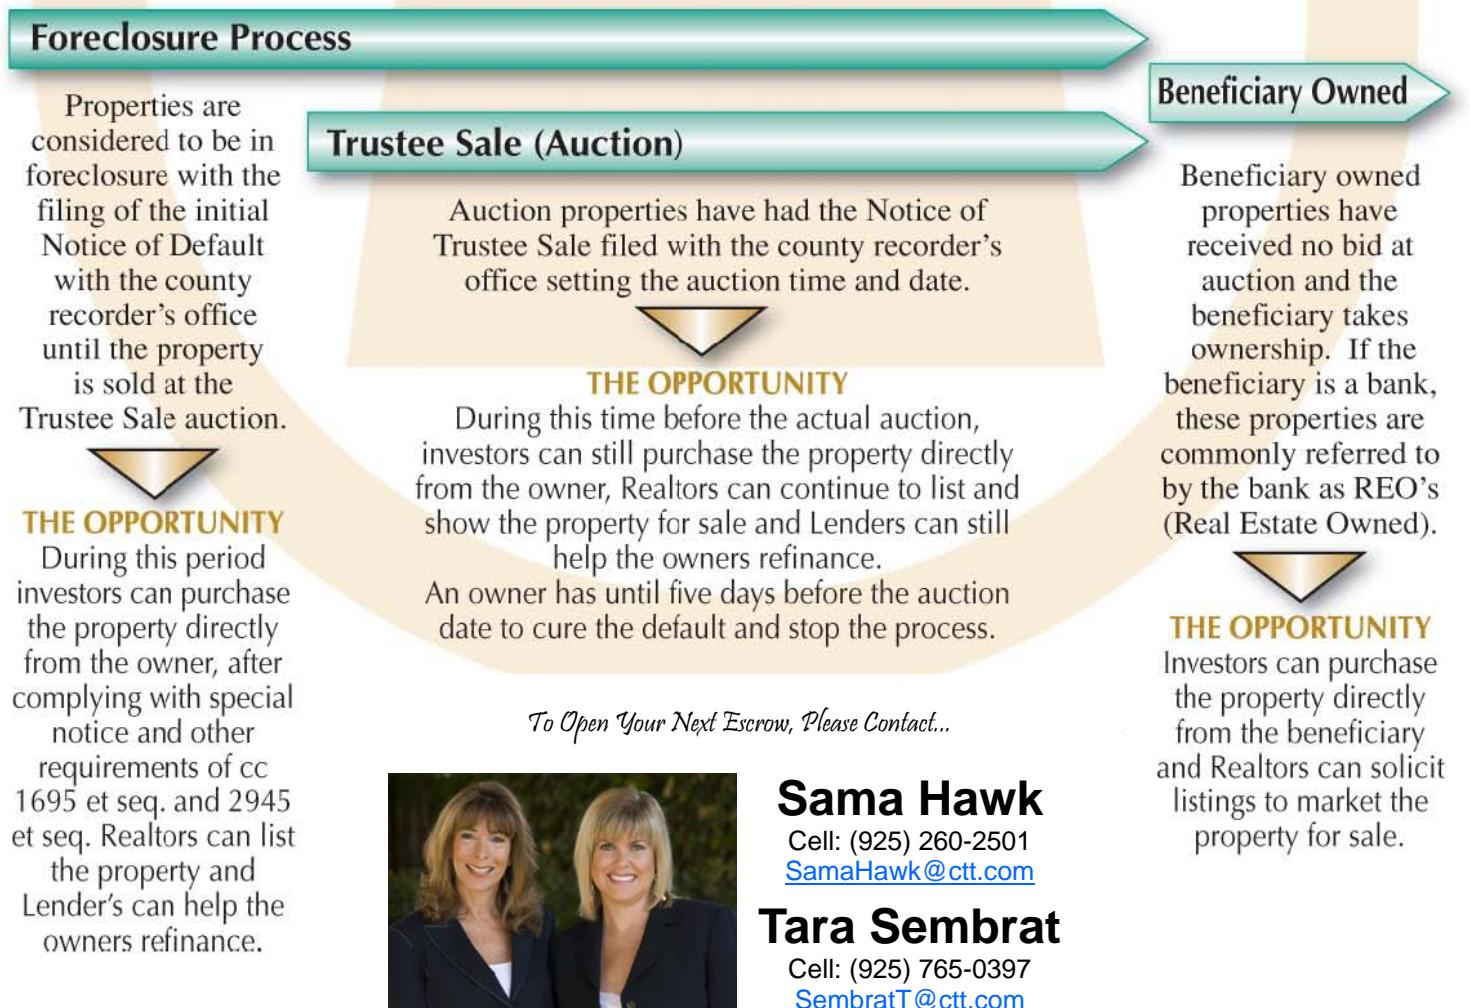 Foreclosure Process
Properties are
considered to be in
foreclosure with the
filing of the initial
Notice of Default
with the county
recorder's office
until the property
is sold at the
Trustee Sale auction.
THE OPPORTUNITY
During this period
investors can purchase
the property directly
from the owner, after
complying with special
notice and other
requirements of cc
1695 et seq. and 2945
et seq. Realtors can list
the property and
Lender's can help the
owners refinance.
Trustee Sale (Auction)
Auction properties have had the Notice of
Trustee Sale filed with the county recorder's
office setting the auction time and date.
THE OPPORTUNITY
During this time before the actual auction,
investors can still purchase the property directly
from the owner, Realtors can continue to list and
show the property for sale and Lenders can still
help the owners refinance.
An owner has until five days before the auction
date to cure the default and stop the process.
Beneficiary Owned
Beneficiary owned
properties have
received no bid at
auction and the
beneficiary takes
ownership. If the
beneficiary is a bank,
these properties are
commonly referred to
by the bank as REO's
(Real Estate Owned).
THE OPPORTUNITY
Investors can purchase
the property directly
from the beneficiary
and Realtors can solicit
listings to market the
property for sale.
To Open Your Next Escrow, Please Contact...
Sama Hawk
Cell: (925) 260-2501
SamaHawk@ctt.com
Tara Sembrat
Cell: (925) 765-0397
SembratT@ctt.com